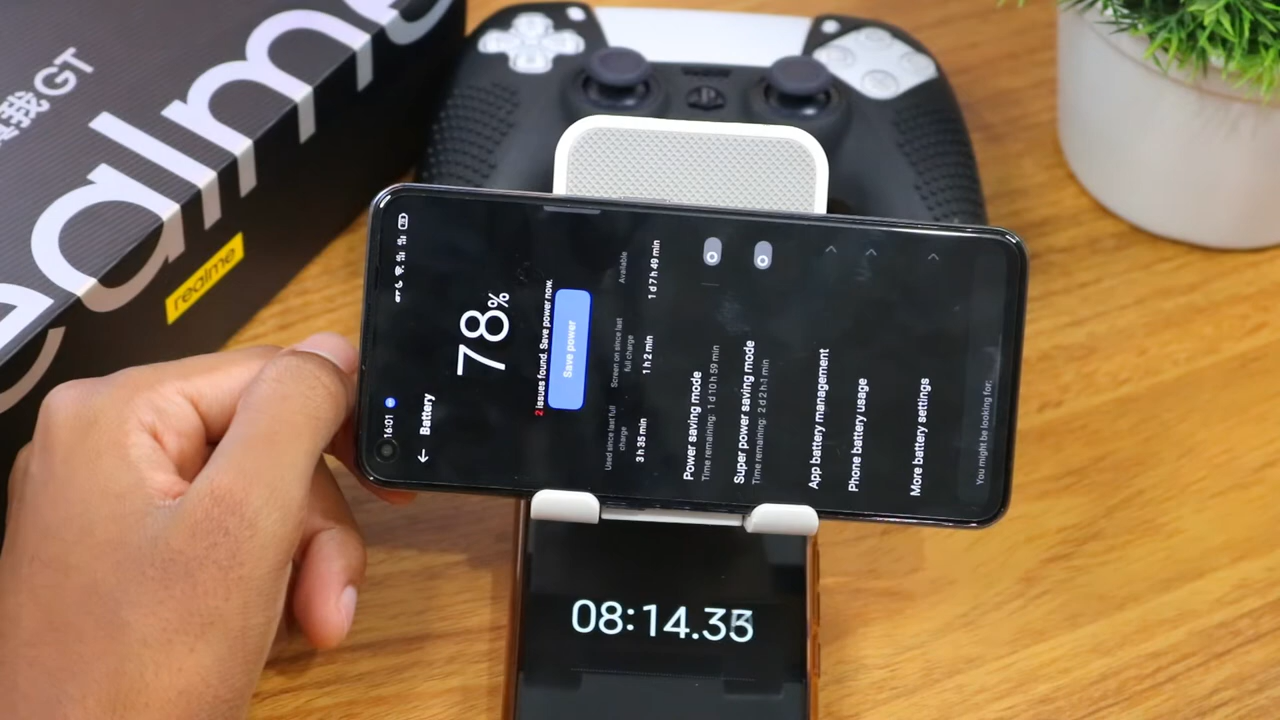 我 GT
realme
realme
16:01
78
Battery
78%
2 issues found. Save power now.
Save power
Used since last full charge
3 h 35 min
Screen on since last full charge
1 h 2 min
Available
1 d 7 h 49 min
Power saving mode
Time remaining: 1 d 10 h 59 min
Super power saving mode
Time remaining: 2 d 2 h 1 min
App battery management
Phone battery usage
More battery settings
You might be looking for:
08:14.35